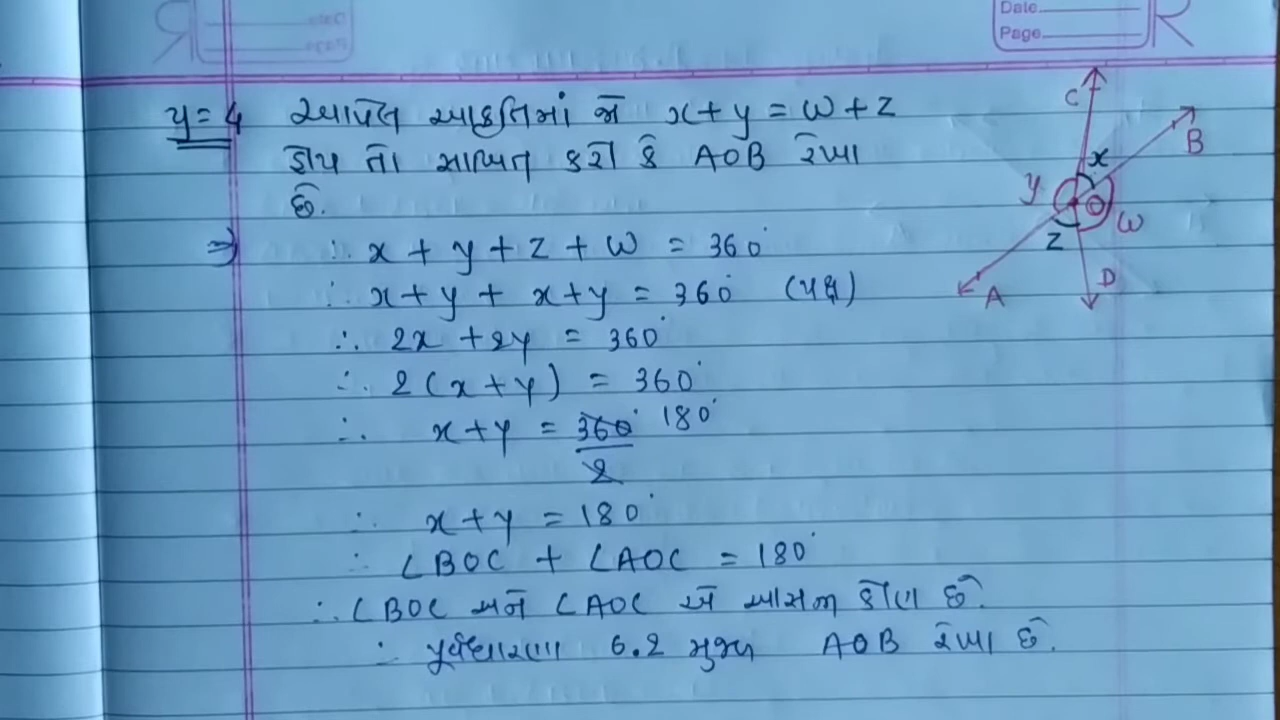 Date
Page
પ્ર = 4 આપેલ આકૃતિમાં જો x + y = w + z
હોય તો સાબિત કરો કે AOB રેખા
છે.
⇒ ∴ x + y + z + w = 360°
∴ x + y + x + y = 360° (પક્ષ)
∴ 2x + 2y = 360°
∴ 2(x + y) = 360°
∴ x + y = 360° 180°
2
∴ x + y = 180°
∴ ∠BOC + ∠AOC = 180°
∴ ∠BOC અને ∠AOC એ આસન્ન કોણ છે.
∴ પૂર્વધારણા 6.2 મુજબ AOB રેખા છે.
C
B
x
y
O
w
z
D
A